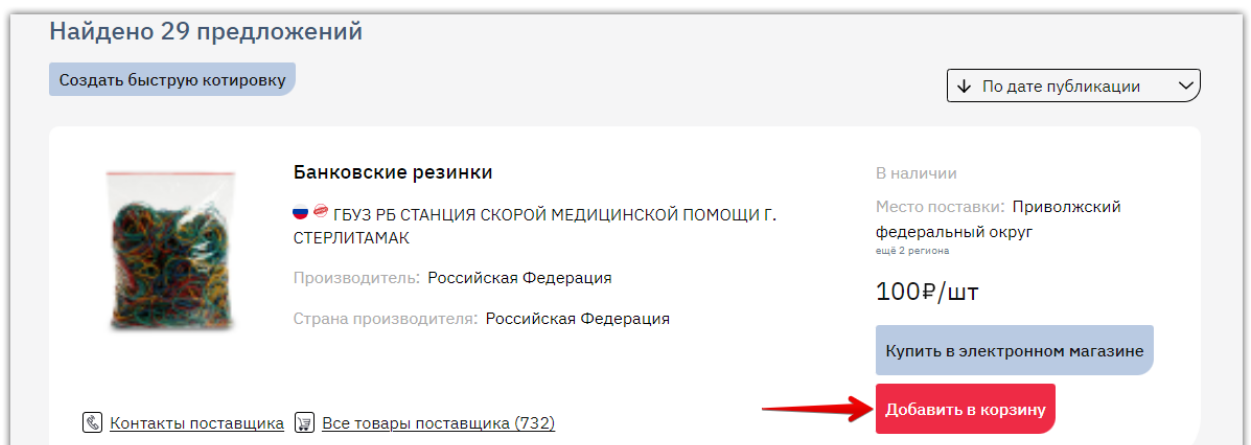 Найдено 29 предложений
Создать быструю котировку
По дате публикации
Банковские резинки
ГБУЗ РБ СТАНЦИЯ СКОРОЙ МЕДИЦИНСКОЙ ПОМОЩИ Г.
СТЕРЛИТАМАК
Производитель: Российская Федерация
Страна производителя: Российская Федерация
В наличии
Место поставки: Приволжский
федеральный округ
ещё 2 региона
100₽/шт
Купить в электронном магазине
Добавить в корзину
Контакты поставщика
Все товары поставщика (732)